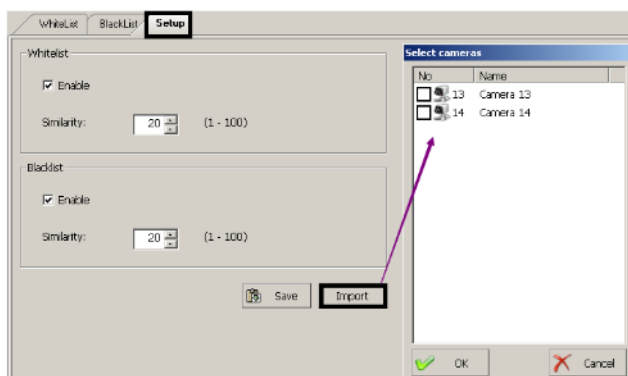 WhiteList BlackList Setup
Whitelist
Enable
Similarity: 20 (1 - 100)
Blacklist
Enable
Similarity: 20 (1 - 100)
Save Import
Select cameras
No Name
13 Camera 13
14 Camera 14
OK Cancel